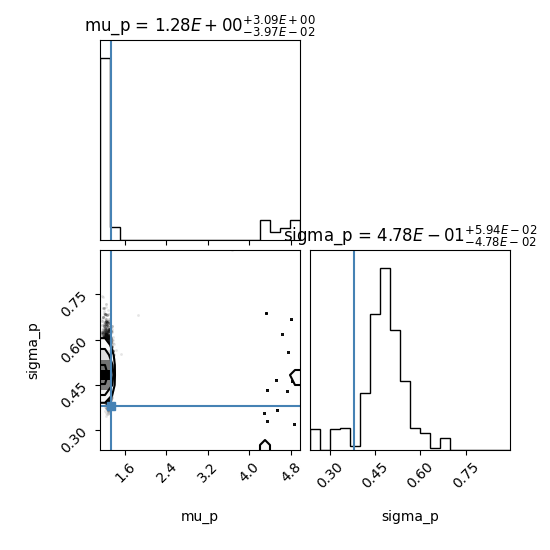 mu_p = 1.28E + 00+3.09E+00−3.97E−02
sigma_p = 4.78E − 01+5.94E−02−4.78E−02
0.75
0.60
0.45
0.30
sigma_p
1.6 2.4 3.2 4.0 4.8
0.30 0.45 0.60 0.75
mu_p
sigma_p